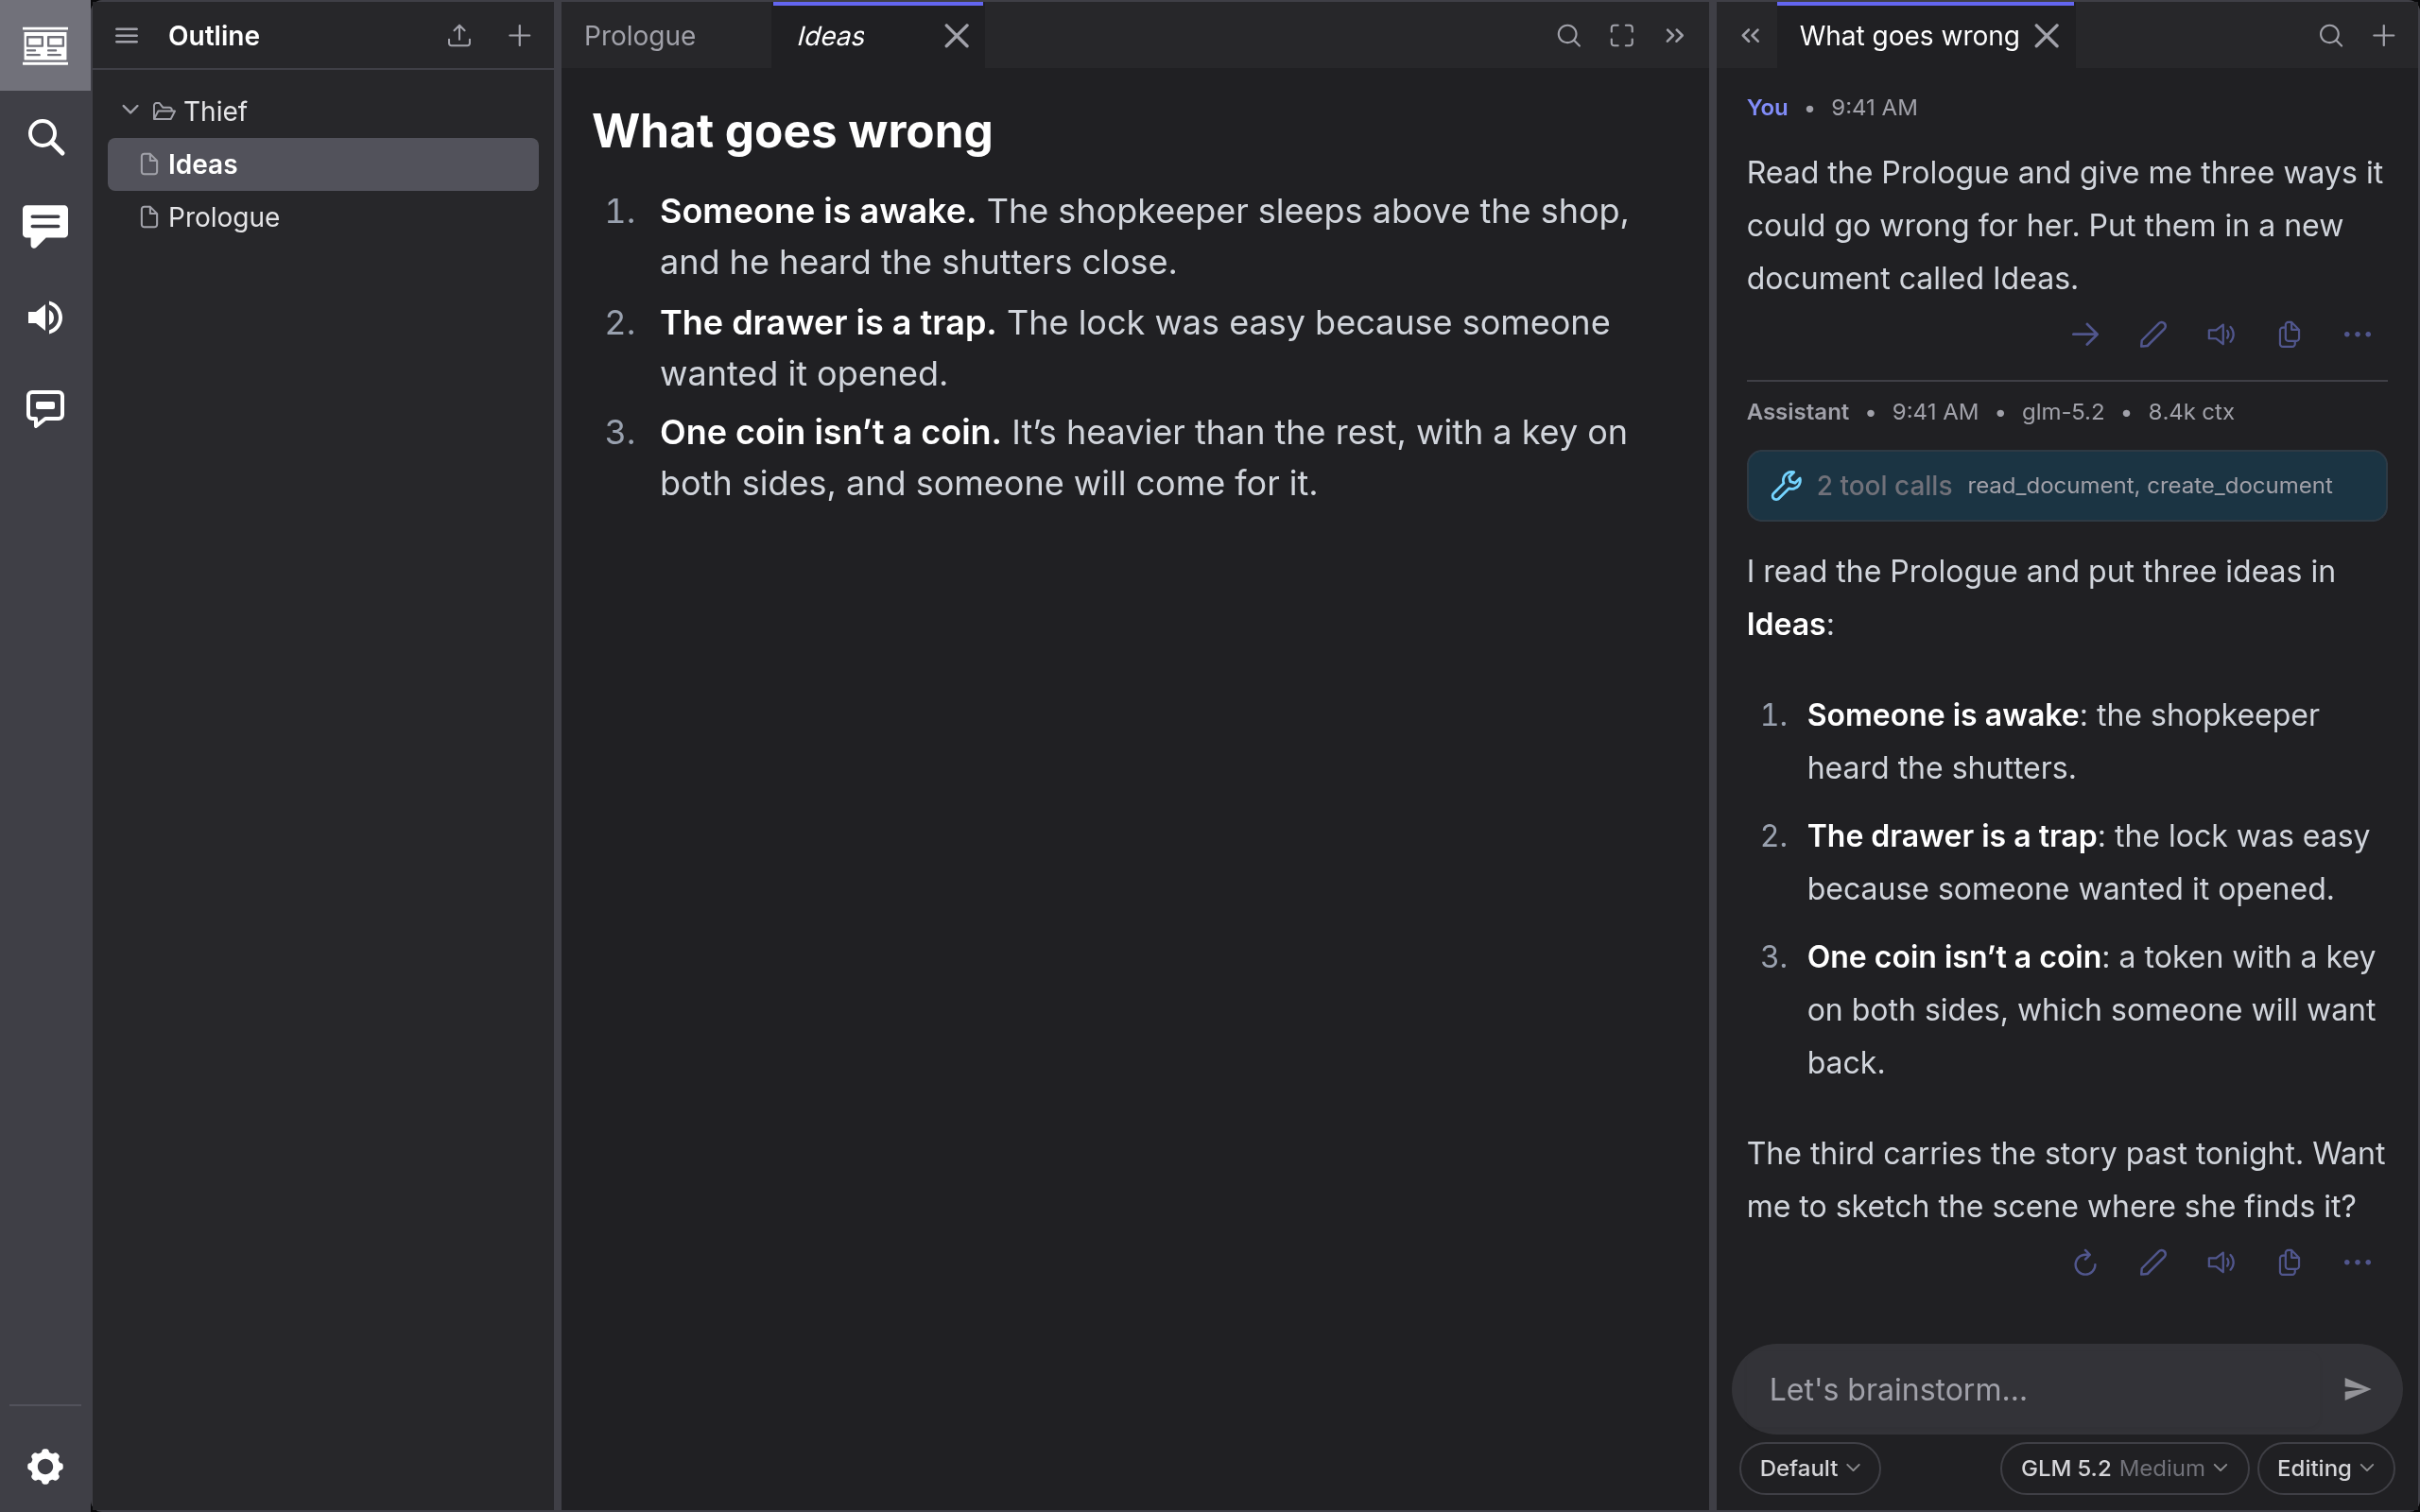 Outline
Thief
Ideas
Prologue
Prologue
Ideas
What goes wrong
1. Someone is awake. The shopkeeper sleeps above the shop,
and he heard the shutters close.
2. The drawer is a trap. The lock was easy because someone
wanted it opened.
3. One coin isn’t a coin. It’s heavier than the rest, with a key on
both sides, and someone will come for it.
What goes wrong
You • 9:41 AM
Read the Prologue and give me three ways it
could go wrong for her. Put them in a new
document called Ideas.
Assistant • 9:41 AM • glm-5.2 • 8.4k ctx
2 tool calls read_document, create_document
I read the Prologue and put three ideas in
Ideas:
1. Someone is awake: the shopkeeper
heard the shutters.
2. The drawer is a trap: the lock was easy
because someone wanted it opened.
3. One coin isn’t a coin: a token with a key
on both sides, which someone will want
back.
The third carries the story past tonight. Want
me to sketch the scene where she finds it?
Let's brainstorm...
Default
GLM 5.2 Medium
Editing